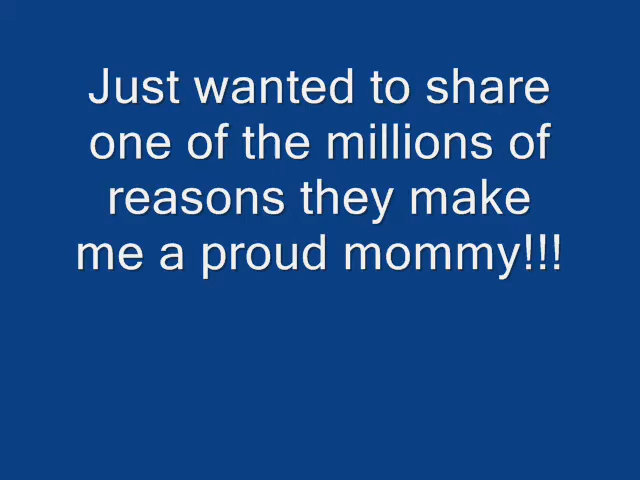 Just wanted to share
one of the millions of
reasons they make
me a proud mommy!!!